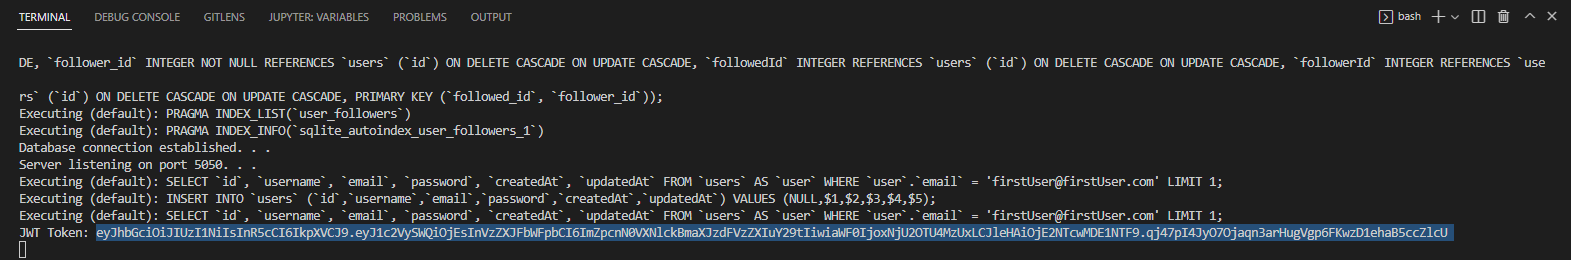 TERMINAL DEBUG CONSOLE GITLENS JUPYTER: VARIABLES PROBLEMS OUTPUT bash
DE, `follower_id` INTEGER NOT NULL REFERENCES `users` (`id`) ON DELETE CASCADE ON UPDATE CASCADE, `followedId` INTEGER REFERENCES `users` (`id`) ON DELETE CASCADE ON UPDATE CASCADE, `followerId` INTEGER REFERENCES `use
rs` (`id`) ON DELETE CASCADE ON UPDATE CASCADE, PRIMARY KEY (`followed_id`, `follower_id`));
Executing (default): PRAGMA INDEX_LIST(`user_followers`)
Executing (default): PRAGMA INDEX_INFO(`sqlite_autoindex_user_followers_1`)
Database connection established. . .
Server listening on port 5050. . .
Executing (default): SELECT `id`, `username`, `email`, `password`, `createdAt`, `updatedAt` FROM `users` AS `user` WHERE `user`.`email` = 'firstUser@firstUser.com' LIMIT 1;
Executing (default): INSERT INTO `users` (`id`,`username`,`email`,`password`,`createdAt`,`updatedAt`) VALUES (NULL,$1,$2,$3,$4,$5);
Executing (default): SELECT `id`, `username`, `email`, `password`, `createdAt`, `updatedAt` FROM `users` AS `user` WHERE `user`.`email` = 'firstUser@firstUser.com' LIMIT 1;
JWT Token: eyJhbGciOiJIUzI1NiIsInR5cCI6IkpXVCJ9.eyJ1c2VySWQiOjEsInVzZXJFbWFpbCI6ImZpcnN0VXNlckBmaXJzdFVzZXIuY29tIiwiaWF0IjoxNjU2OTU4MzUxLCJleHAiOjE2NTcwMDE1NTF9.qj47pI4JyO7Ojaqn3arHugVgp6FKwzD1ehaB5ccZlcU